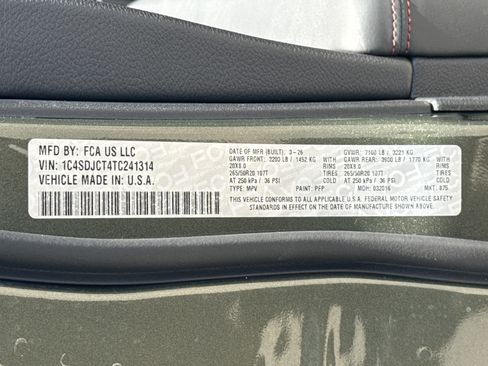 MFD BY: FCA US LLC
VIN: 1C4SDJCT4TC241314
VEHICLE MADE IN: U.S.A.
DATE OF MFR (BUILT): 3-26 GVWR: 7100 LB / 3221 KG
GAWR FRONT: 3200 LB / 1452 KG WITH GAWR REAR: 3900 LB / 1770 KG WITH
20X8.0 RIMS 20X8.0 RIMS
265/50R20 107T TIRES 265/50R20 107T TIRES
AT 250 kPa / 36 PSI COLD AT 250 kPa / 36 PSI COLD
TYPE: MPV PAINT: PFP MDH: 032016 MXT: 875
THIS VEHICLE CONFORMS TO ALL APPLICABLE U.S.A. FEDERAL MOTOR VEHICLE SAFETY
STANDARDS IN EFFECT ON THE DATE OF MANUFACTURE SHOWN ABOVE.